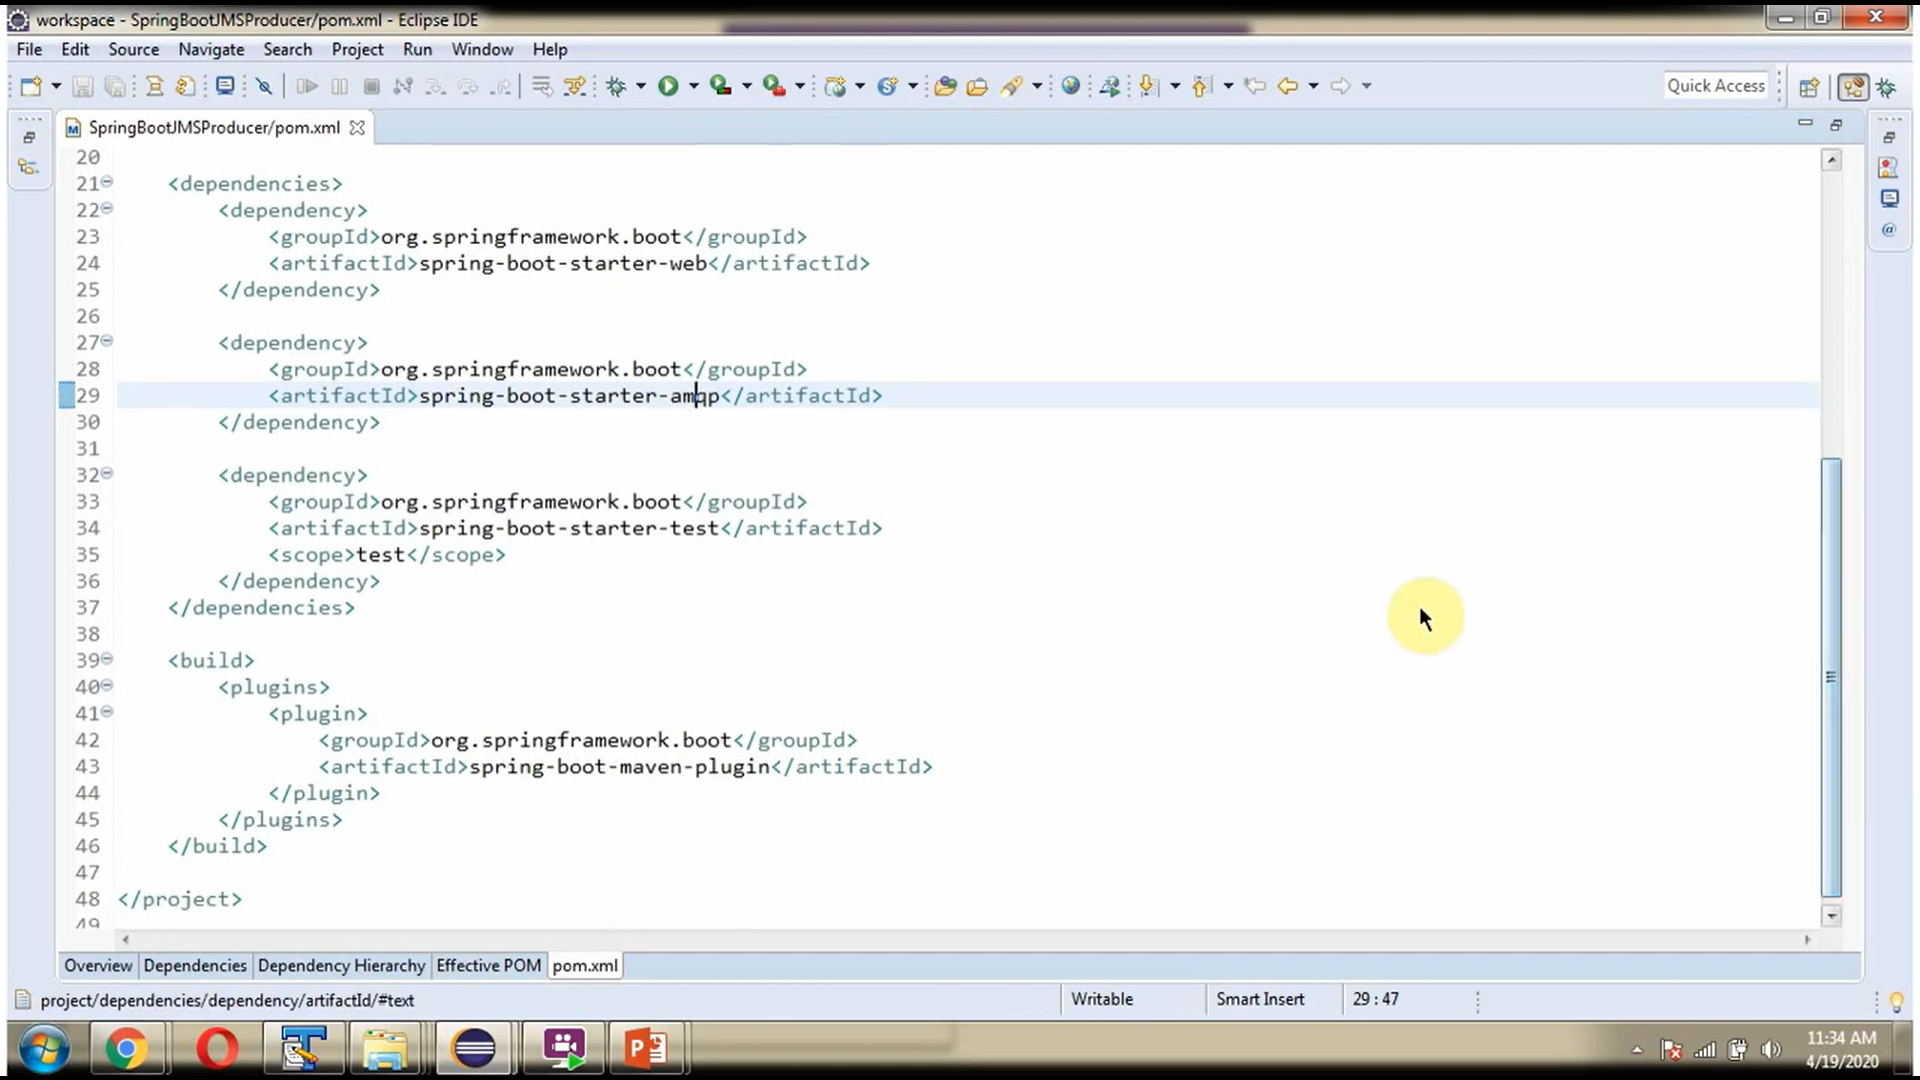 workspace - SpringBootJMSProducer/pom.xml - Eclipse IDE
File Edit Source Navigate Search Project Run Window Help
Quick Access
SpringBootJMSProducer/pom.xml
20
21 <dependencies>
22 <dependency>
23 <groupId>org.springframework.boot</groupId>
24 <artifactId>spring-boot-starter-web</artifactId>
25 </dependency>
26
27 <dependency>
28 <groupId>org.springframework.boot</groupId>
29 <artifactId>spring-boot-starter-amqp</artifactId>
30 </dependency>
31
32 <dependency>
33 <groupId>org.springframework.boot</groupId>
34 <artifactId>spring-boot-starter-test</artifactId>
35 <scope>test</scope>
36 </dependency>
37 </dependencies>
38
39 <build>
40 <plugins>
41 <plugin>
42 <groupId>org.springframework.boot</groupId>
43 <artifactId>spring-boot-maven-plugin</artifactId>
44 </plugin>
45 </plugins>
46 </build>
47
48 </project>
49
Overview Dependencies Dependency Hierarchy Effective POM pom.xml
project/dependencies/dependency/artifactId/#text Writable Smart Insert 29 : 47
11:34 AM
4/19/2020